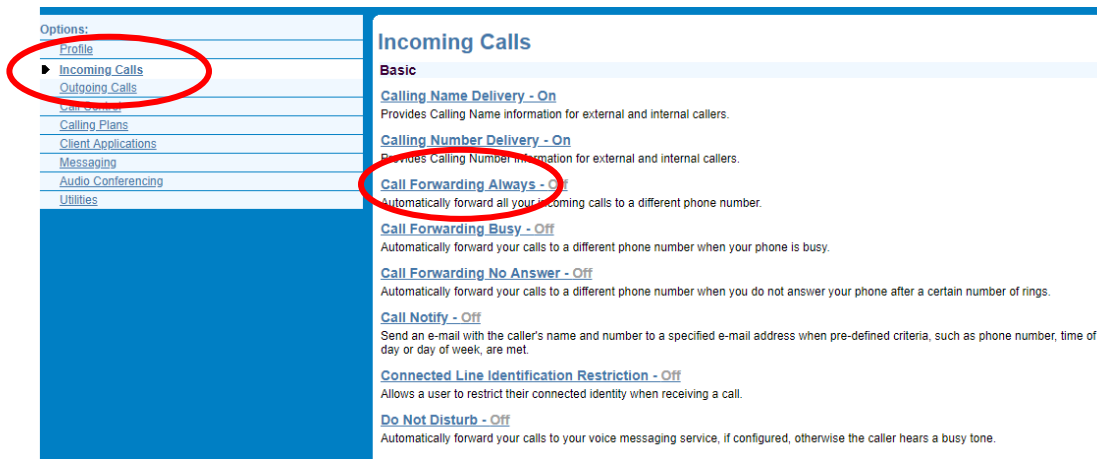 Options:
Profile
Incoming Calls
Outgoing Calls
Call Control
Calling Plans
Client Applications
Messaging
Audio Conferencing
Utilities
Incoming Calls
Basic
Calling Name Delivery - On
Provides Calling Name information for external and internal callers.
Calling Number Delivery - On
Provides Calling Number information for external and internal callers.
Call Forwarding Always - Off
Automatically forward all your incoming calls to a different phone number.
Call Forwarding Busy - Off
Automatically forward your calls to a different phone number when your phone is busy.
Call Forwarding No Answer - Off
Automatically forward your calls to a different phone number when you do not answer your phone after a certain number of rings.
Call Notify - Off
Send an e-mail with the caller's name and number to a specified e-mail address when pre-defined criteria, such as phone number, time of
day or day of week, are met.
Connected Line Identification Restriction - Off
Allows a user to restrict their connected identity when receiving a call.
Do Not Disturb - Off
Automatically forward your calls to your voice messaging service, if configured, otherwise the caller hears a busy tone.